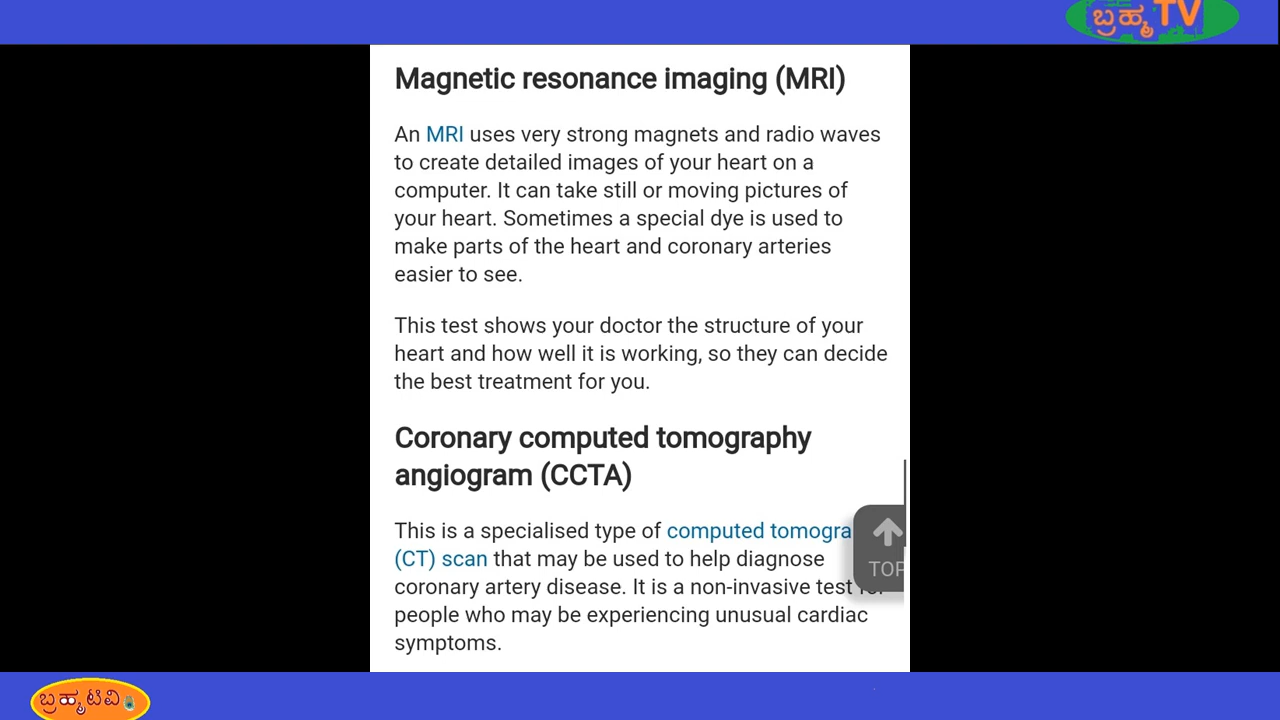 ಬ್ರಹ್ಮ TV
Magnetic resonance imaging (MRI)
An MRI uses very strong magnets and radio waves
to create detailed images of your heart on a
computer. It can take still or moving pictures of
your heart. Sometimes a special dye is used to
make parts of the heart and coronary arteries
easier to see.
This test shows your doctor the structure of your
heart and how well it is working, so they can decide
the best treatment for you.
Coronary computed tomography
angiogram (CCTA)
This is a specialised type of computed tomogra
(CT) scan that may be used to help diagnose
TOP
coronary artery disease. It is a non-invasive test for
people who may be experiencing unusual cardiac
symptoms.
ಬ್ರಹ್ಮ ಟಿವಿ